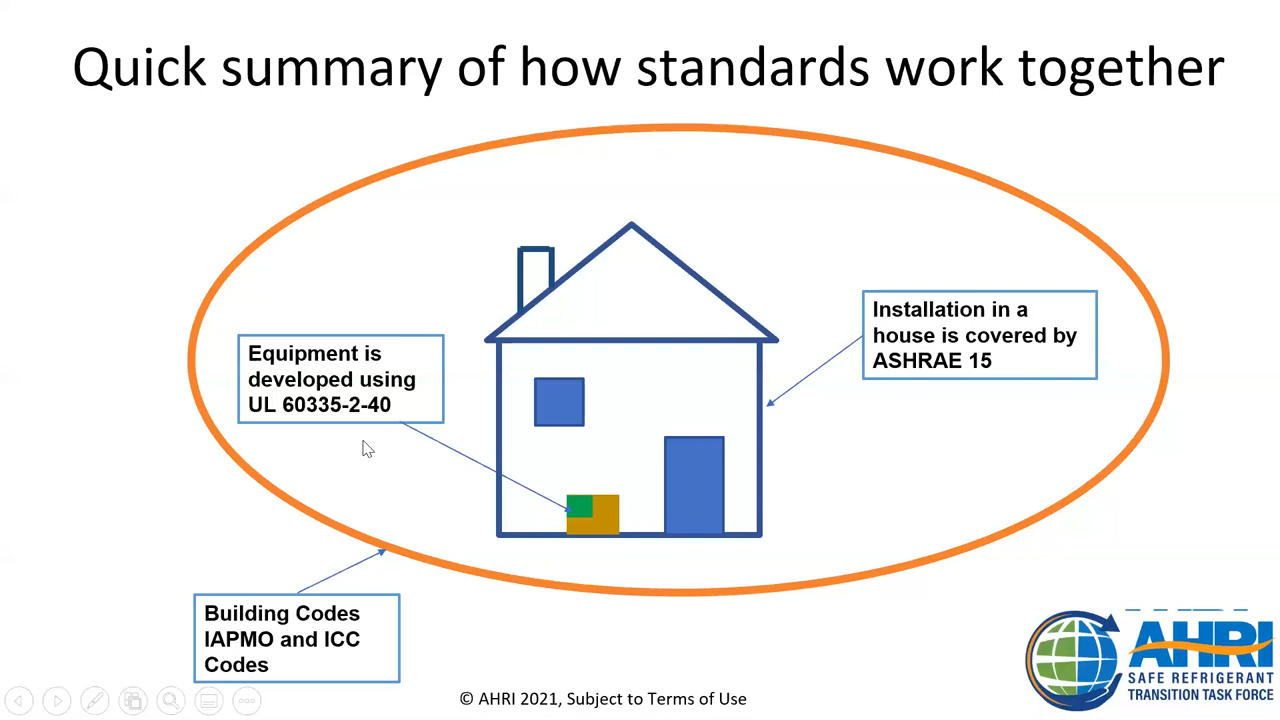 Quick summary of how standards work together
Equipment is
developed using
UL 60335-2-40
Installation in a
house is covered by
ASHRAE 15
Building Codes
IAPMO and ICC
Codes
© AHRI 2021, Subject to Terms of Use
AHRI
SAFE REFRIGERANT
TRANSITION TASK FORCE